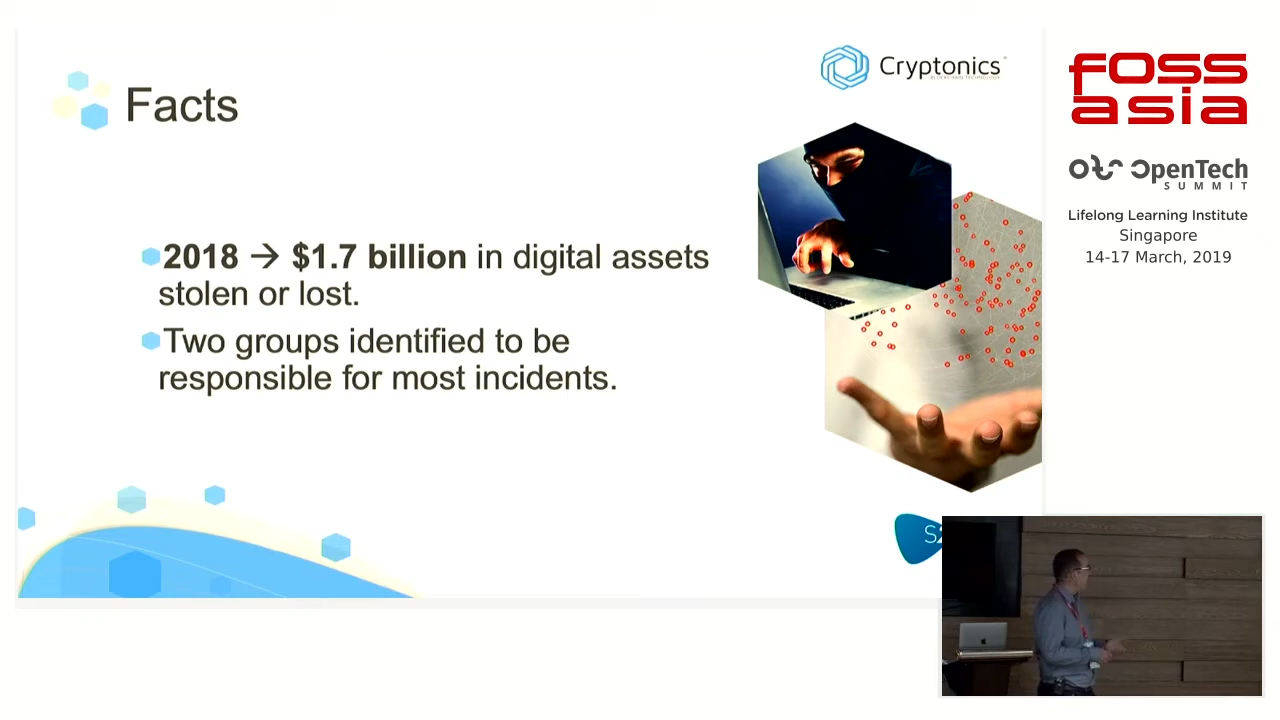 Facts
Cryptonics
2018 → $1.7 billion in digital assets
stolen or lost.
Two groups identified to be
responsible for most incidents.
FOSS
asia
OpenTech
SUMMIT
Lifelong Learning Institute
Singapore
14-17 March, 2019